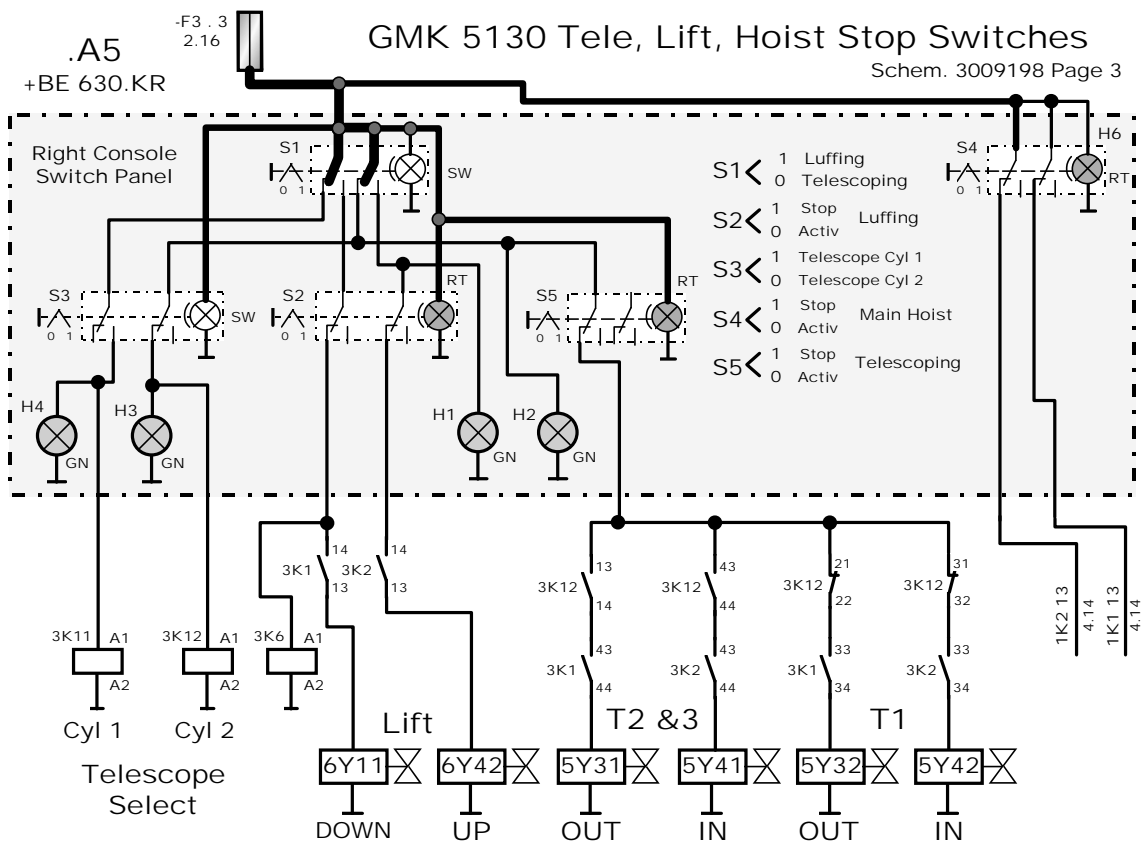 -F3 . 3
2.16
GMK 5130 Tele, Lift, Hoist Stop Switches
.A5
+BE 630.KR
Schem. 3009198 Page 3
Right Console
Switch Panel
S1
0 1
SW
S1 < 1 Luffing
0 Telescoping
S2 < 1 Stop Luffing
0 Activ
S3 < 1 Telescope Cyl 1
0 Telescope Cyl 2
S4 < 1 Stop Main Hoist
0 Activ
S5 < 1 Stop Telescoping
0 Activ
S4
0 1
H6
RT
S3
0 1
SW
S2
0 1
RT
S5
0 1
RT
H4
GN
H3
GN
H1
GN
H2
GN
14
3K1
13
14
3K2
13
13
3K12
14
43
3K12
44
21
3K12
22
31
3K12
32
1K2 13
4.14
1K1 13
4.14
3K11 A1
A2
3K12 A1
A2
3K6 A1
A2
43
3K1
44
43
3K2
44
33
3K1
34
33
3K2
34
Cyl 1
Cyl 2
Lift
T2 &3
T1
Telescope
Select
6Y11
6Y42
5Y31
5Y41
5Y32
5Y42
DOWN
UP
OUT
IN
OUT
IN